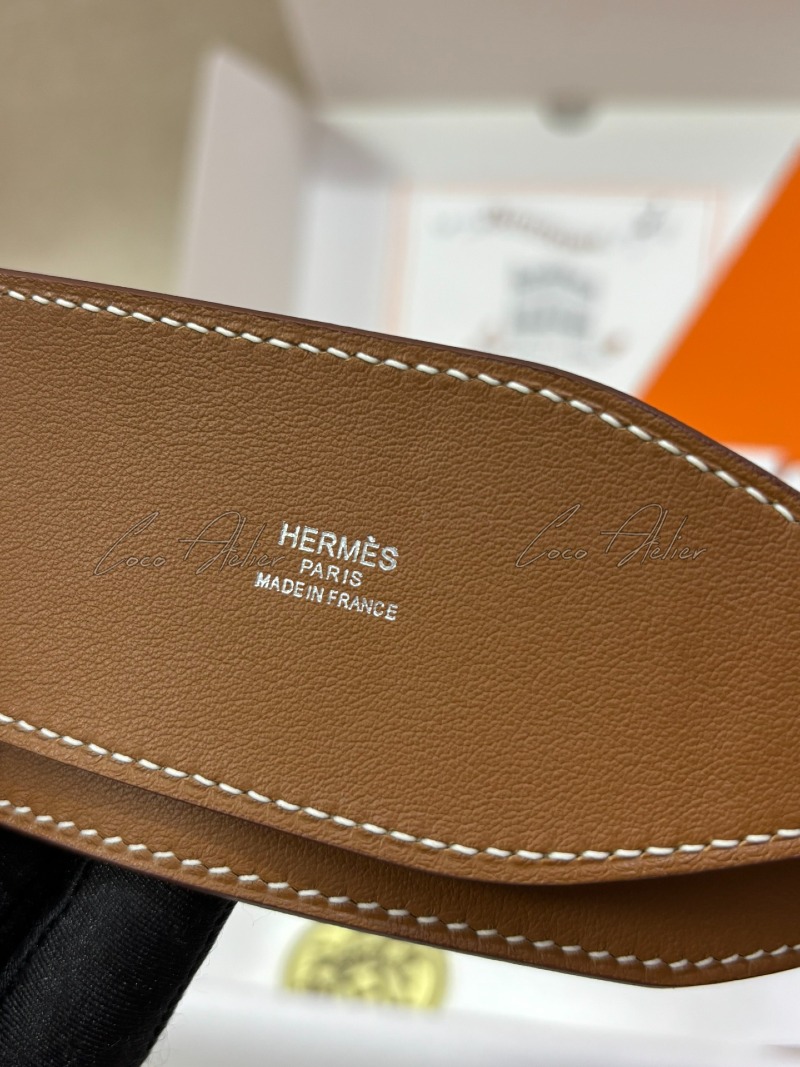 HERMÈS
PARIS
MADE IN FRANCE
Coco Atelier
Coco Atelier